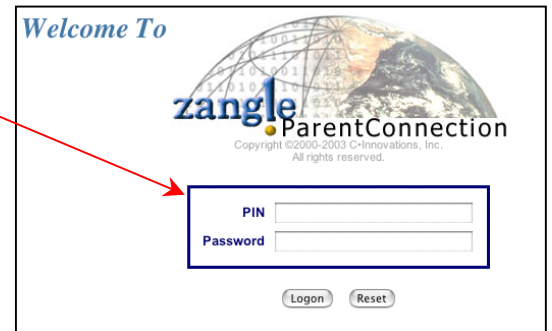 Welcome To
zangle
ParentConnection
Copyright ©2000-2003 C•Innovations, Inc.
All rights reserved.
PIN
Password
Logon Reset